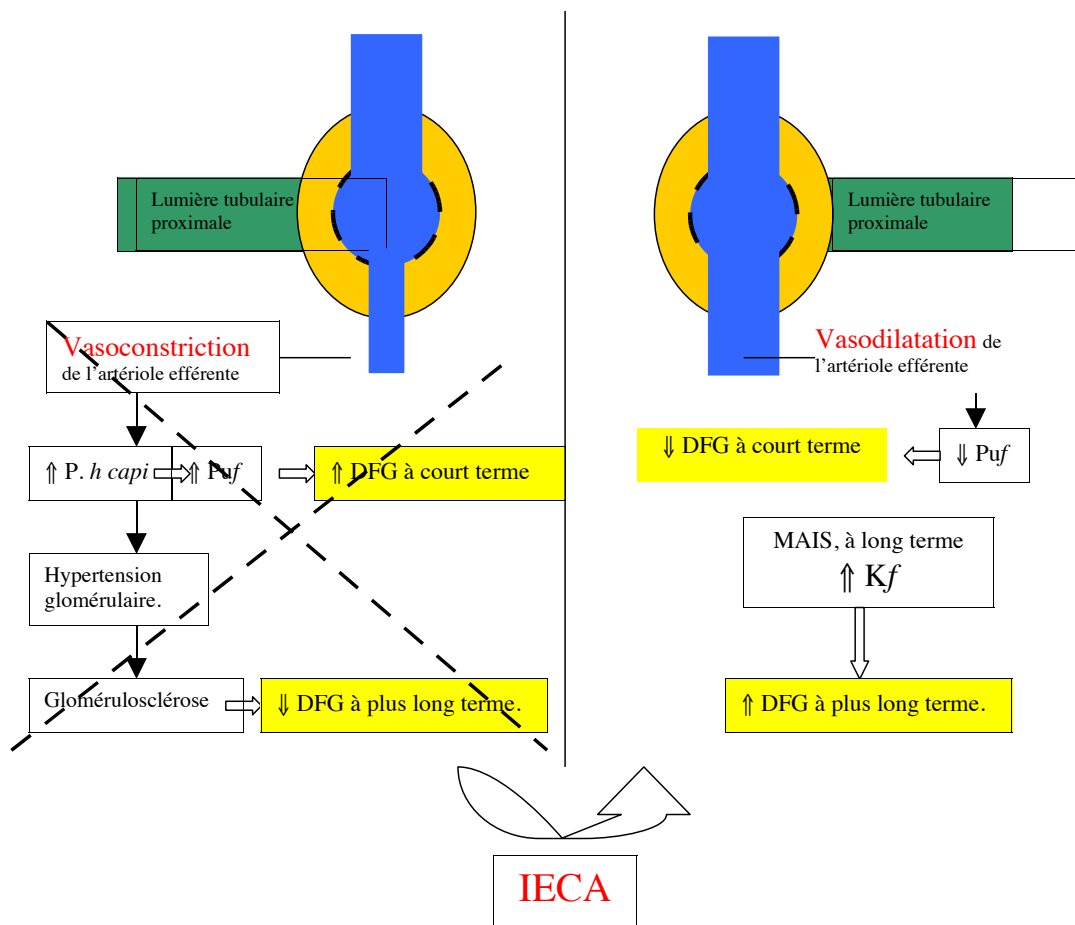 Lumière tubulaire
proximale
Vasoconstriction
de l’artériole efférente
⇑ P. h capi
⇑ Puf
⇑ DFG à court terme
Hypertension
glomérulaire.
Glomérulosclérose
⇓ DFG à plus long terme.
Lumière tubulaire
proximale
Vasodilatation de
l’artériole efférente
⇓ DFG à court terme
⇓ Puf
MAIS, à long terme
⇑ Kf
⇑ DFG à plus long terme.
IECA